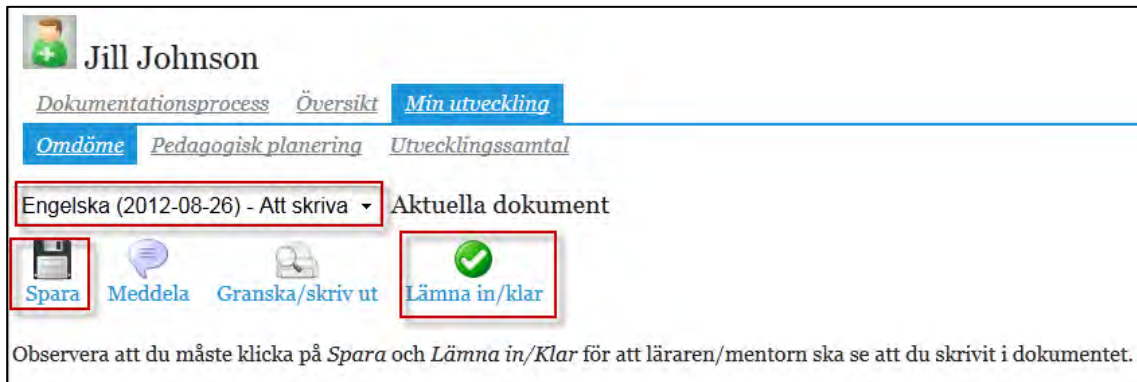 Jill Johnson
Dokumentationsprocess Översikt Min utveckling
Omdöme Pedagogisk planering Utvecklingssamtal
Engelska (2012-08-26) - Att skriva Aktuella dokument
Spara Meddela Granska/skriv ut Lämna in/klar
Observera att du måste klicka på Spara och Lämna in/Klar för att läraren/mentorn ska se att du skrivit i dokumentet.